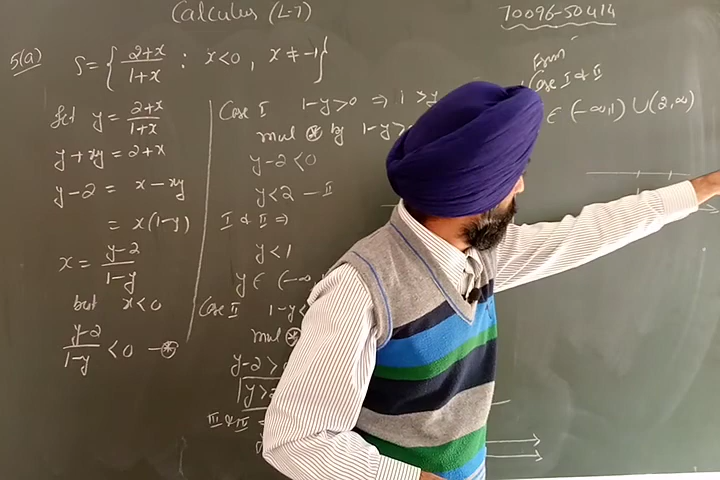 Calculus (L-7)
70096-50414
5(a) S = { 2+x / 1+x : x<0, x ≠ -1 }
Let y = 2+x / 1+x
y + xy = 2+x
y-2 = x - xy
= x(1-y)
x = y-2 / 1-y
but x<0
y-2 / 1-y < 0 - ⊛
Case I 1-y>0 ⇒ 1 > y
mul ⊛ by 1-y>
y-2 < 0
y<2 - II
I & II ⇒
y<1
y ∈ (-∞,
Case II 1-y<
mul ⊛
y-2 >
y>2
III & IV
From
Case I & II
∈ (-∞,1) ∪ (2,∞)